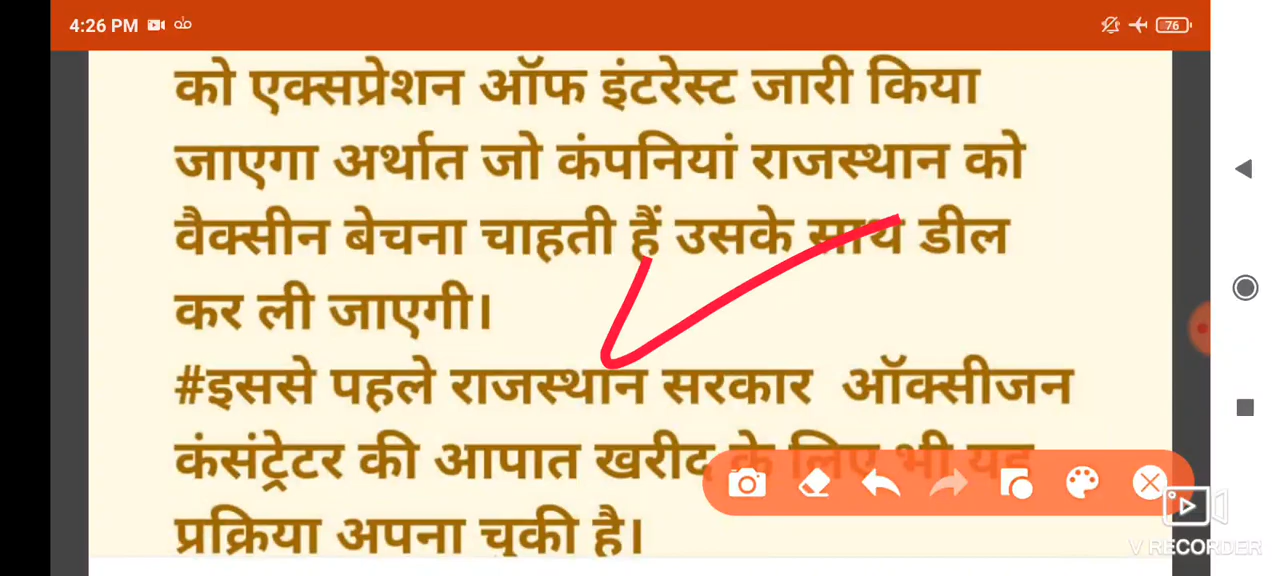 4:26 PM
76
को एक्सप्रेशन ऑफ इंटरेस्ट जारी किया
जाएगा अर्थात जो कंपनियां राजस्थान को
वैक्सीन बेचना चाहती हैं उसके साथ डील
कर ली जाएगी।
#इससे पहले राजस्थान सरकार ऑक्सीजन
कंसंट्रेटर की आपात खरीद के लिए भी यह
प्रक्रिया अपना चुकी है।
V RECORDER